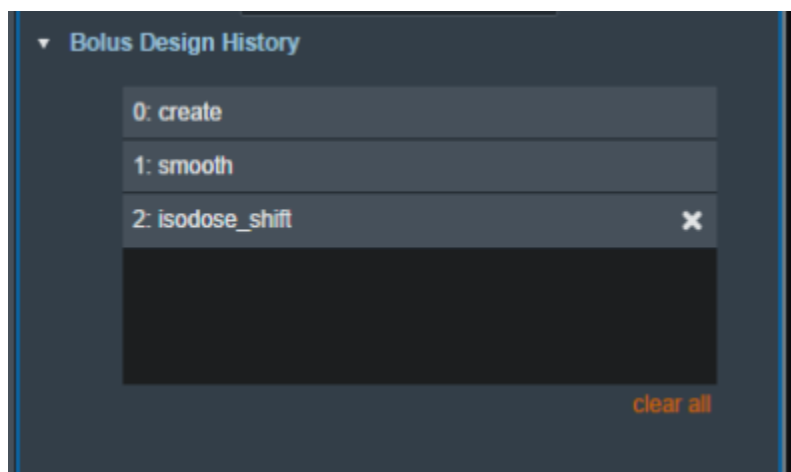 Bolus Design History
0: create
1: smooth
2: isodose_shift
clear all